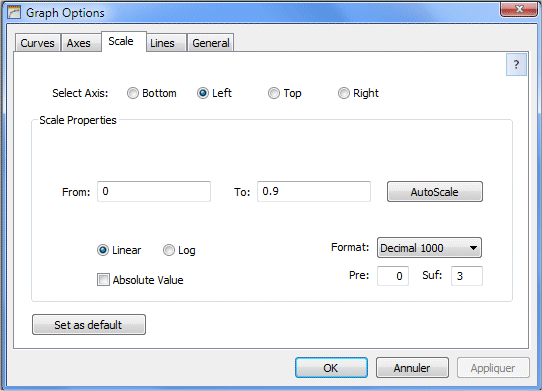 Graph Options
Curves Axes Scale Lines General
?
Select Axis: Bottom Left Top Right
Scale Properties
From: 0 To: 0.9 AutoScale
Linear Log Format: Decimal 1000
Absolute Value Pre: 0 Suf: 3
Set as default
OK Annuler Appliquer